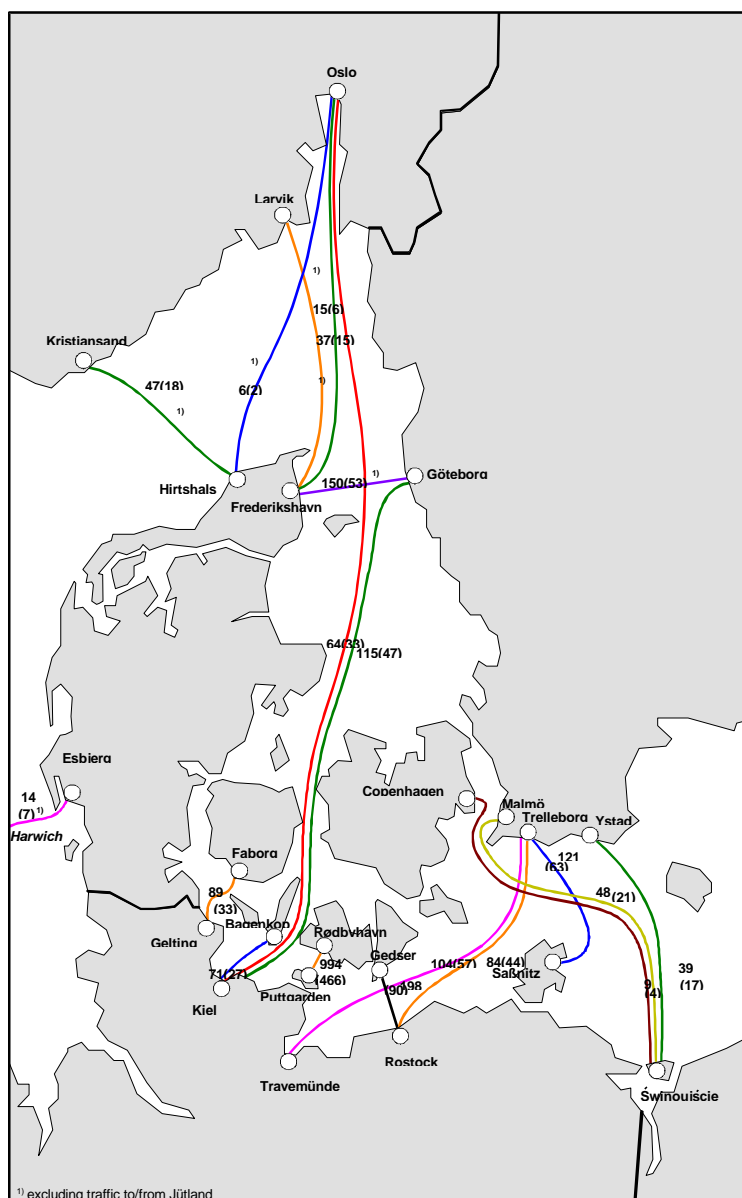 Oslo
Larvik
1)
15(6)
37(15)
Kristiansand
1)
47(18)
6(2)
1)
1)
Hirtshals
Frederikshavn
150(53)
1)
Göteborg
64(33)
115(47)
Esbjerg
14
(7) 1)
Harwich
Copenhagen
Malmö
Trelleborg
Ystad
Faborg
121
(63)
89
(33)
48(21)
Bagenkop
Gelting
Rødbyhavn
Gedser
994
(466)
104(57)
84(44)
Saßnitz
39
(17)
71(27)
Puttgarden
198
(90)
9
(4)
Kiel
Rostock
Travemünde
Świnoujście
1) excluding traffic to/from Jütland